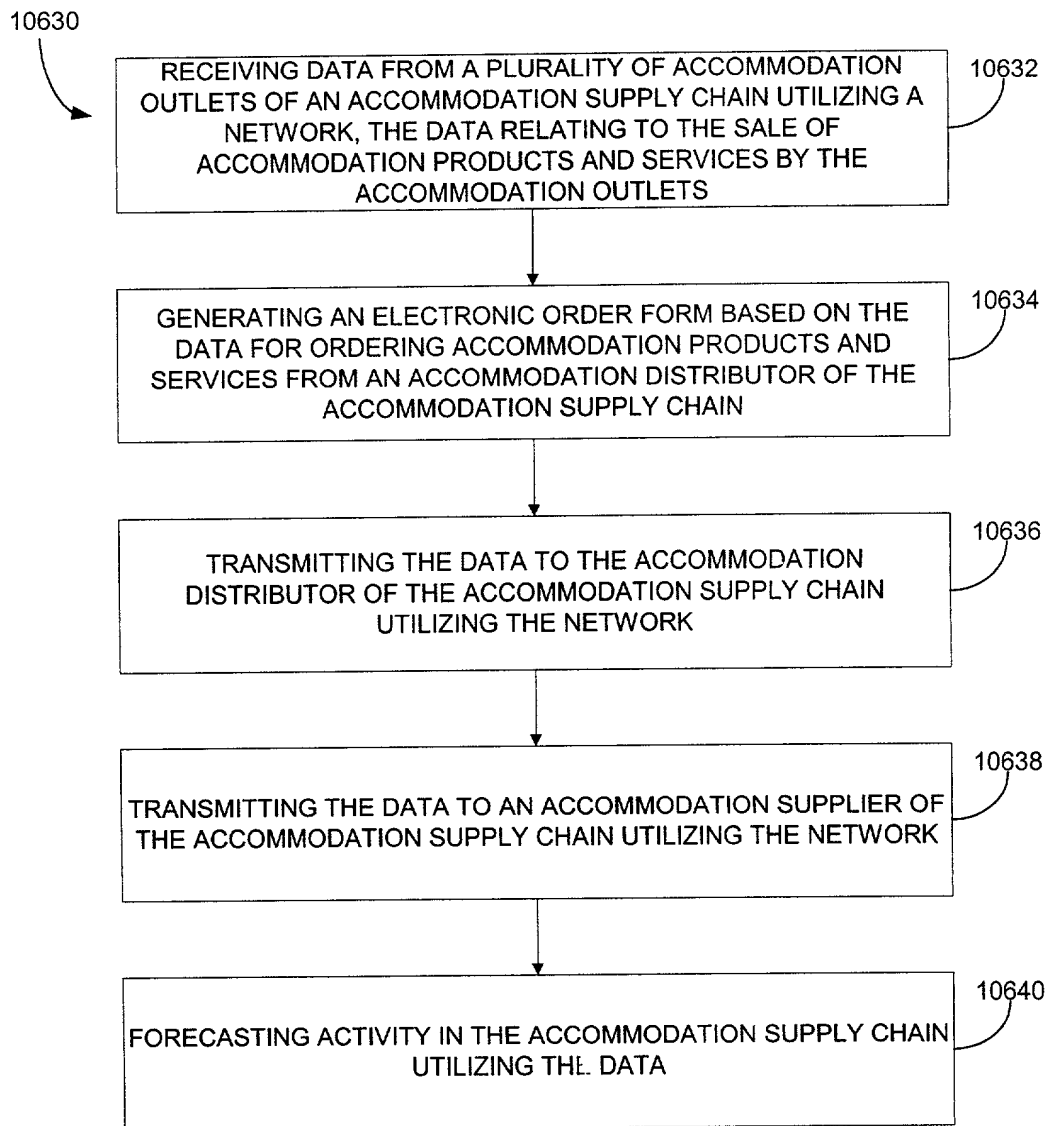 10630
RECEIVING DATA FROM A PLURALITY OF ACCOMMODATION
OUTLETS OF AN ACCOMMODATION SUPPLY CHAIN UTILIZING A
NETWORK, THE DATA RELATING TO THE SALE OF
ACCOMMODATION PRODUCTS AND SERVICES BY THE
ACCOMMODATION OUTLETS
10632
GENERATING AN ELECTRONIC ORDER FORM BASED ON THE
DATA FOR ORDERING ACCOMMODATION PRODUCTS AND
SERVICES FROM AN ACCOMMODATION DISTRIBUTOR OF THE
ACCOMMODATION SUPPLY CHAIN
10634
TRANSMITTING THE DATA TO THE ACCOMMODATION
DISTRIBUTOR OF THE ACCOMMODATION SUPPLY CHAIN
UTILIZING THE NETWORK
10636
TRANSMITTING THE DATA TO AN ACCOMMODATION SUPPLIER OF
THE ACCOMMODATION SUPPLY CHAIN UTILIZING THE NETWORK
10638
FORECASTING ACTIVITY IN THE ACCOMMODATION SUPPLY CHAIN
UTILIZING THE DATA
10640